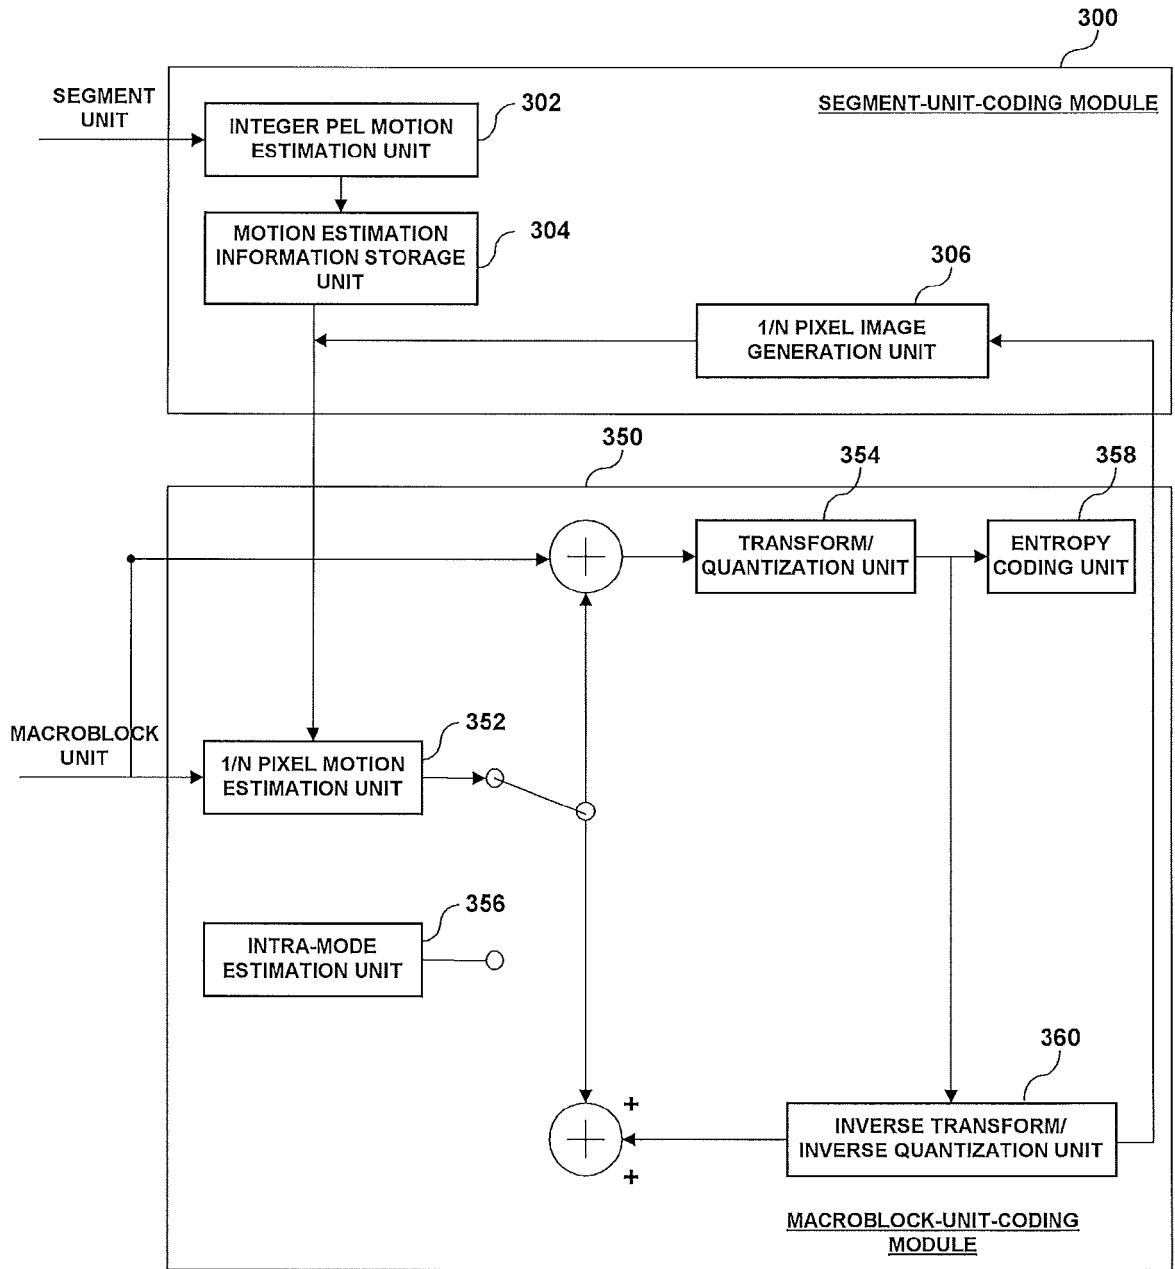 300
SEGMENT
UNIT
SEGMENT-UNIT-CODING MODULE
302
INTEGER PEL MOTION
ESTIMATION UNIT
304
MOTION ESTIMATION
INFORMATION STORAGE
UNIT
306
1/N PIXEL IMAGE
GENERATION UNIT
350
354
358
TRANSFORM/
QUANTIZATION UNIT
ENTROPY
CODING UNIT
MACROBLOCK
UNIT
352
1/N PIXEL MOTION
ESTIMATION UNIT
356
INTRA-MODE
ESTIMATION UNIT
360
+
+
INVERSE TRANSFORM/
INVERSE QUANTIZATION UNIT
MACROBLOCK-UNIT-CODING
MODULE